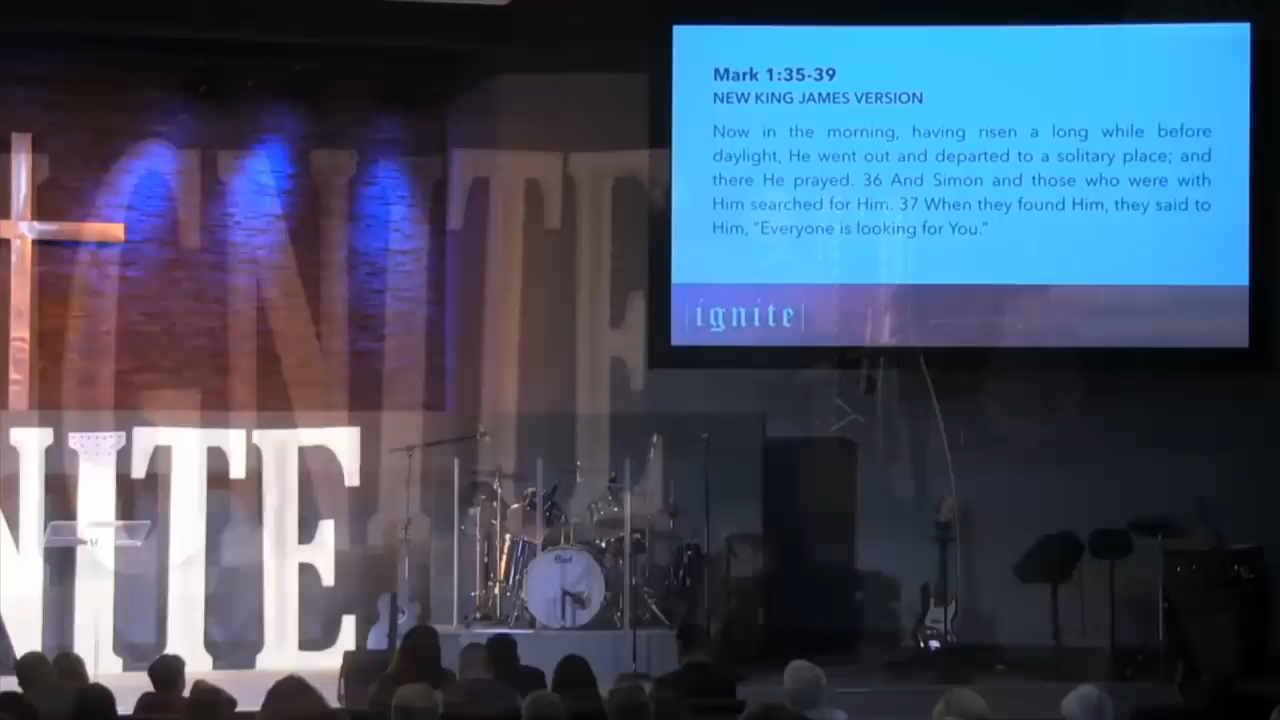 Mark 1:35-39
NEW KING JAMES VERSION
Now in the morning, having risen a long while before
daylight, He went out and departed to a solitary place; and
there He prayed. 36 And Simon and those who were with
Him searched for Him. 37 When they found Him, they said to
Him, "Everyone is looking for You."
ignite
GNITE
NITE
Pearl